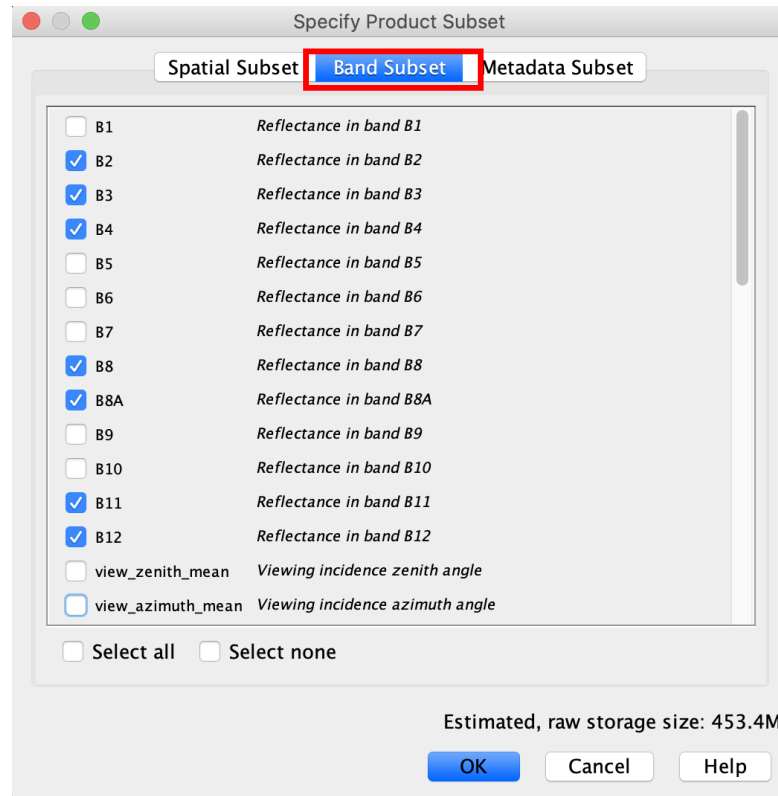 Specify Product Subset
Spatial Subset Band Subset Metadata Subset
B1 Reflectance in band B1
B2 Reflectance in band B2
B3 Reflectance in band B3
B4 Reflectance in band B4
B5 Reflectance in band B5
B6 Reflectance in band B6
B7 Reflectance in band B7
B8 Reflectance in band B8
B8A Reflectance in band B8A
B9 Reflectance in band B9
B10 Reflectance in band B10
B11 Reflectance in band B11
B12 Reflectance in band B12
view_zenith_mean Viewing incidence zenith angle
view_azimuth_mean Viewing incidence azimuth angle
Select all Select none
Estimated, raw storage size: 453.4M
OK Cancel Help